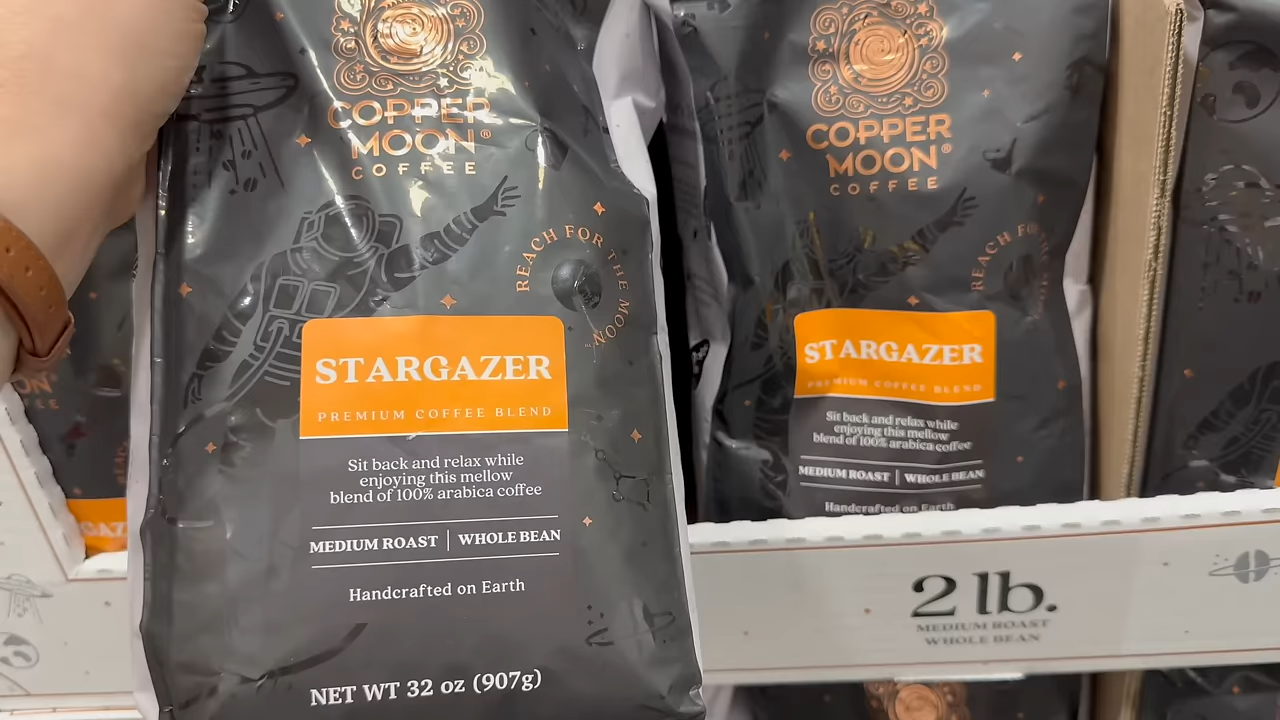 COPPER
MOON®
COFFEE
REACH FOR THE MOON
STARGAZER
PREMIUM COFFEE BLEND
Sit back and relax while
enjoying this mellow
blend of 100% arabica coffee
MEDIUM ROAST | WHOLE BEAN
Handcrafted on Earth
NET WT 32 oz (907g)
COPPER
MOON®
COFFEE
REACH FOR
STARGAZER
PREMIUM COFFEE BLEND
Sit back and relax while
enjoying this mellow
blend of 100% arabica coffee
MEDIUM ROAST | WHOLE BEAN
Handcrafted on Earth
2 lb.
MEDIUM ROAST
WHOLE BEAN